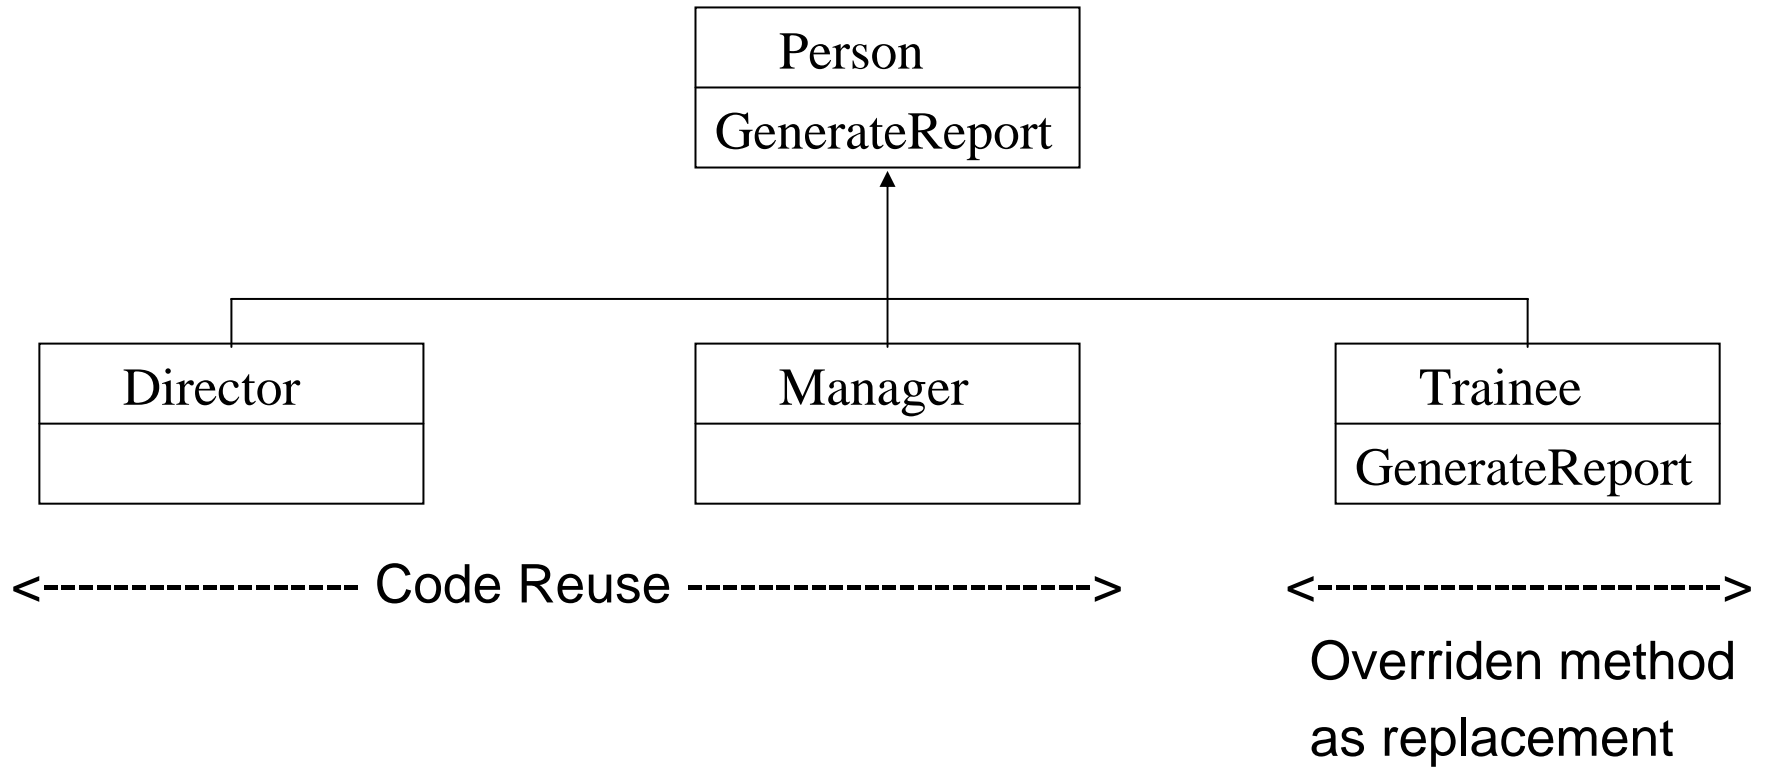 Person
GenerateReport
Director
Manager
Trainee
GenerateReport
<------------------ Code Reuse ----------------------->
<----------------------->
Overriden method
as replacement